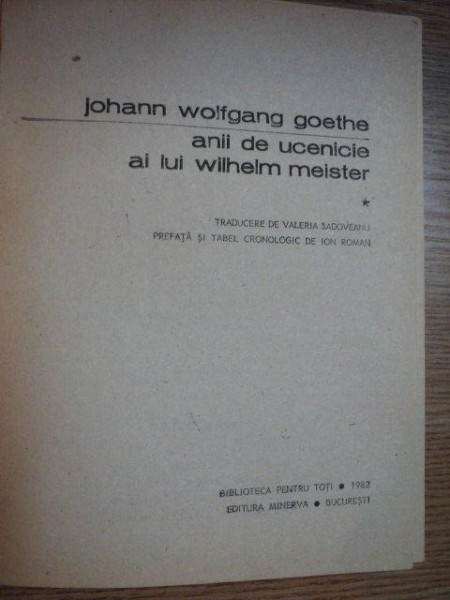 johann wolfgang goethe
anii de ucenicie
ai lui wilhelm meister
*
TRADUCERE DE VALERIA SADOVEANU
PREFAȚĂ ȘI TABEL CRONOLOGIC DE ION ROMAN
BIBLIOTECA PENTRU TOȚI ● 1982
EDITURA MINERVA ● BUCUREȘTI